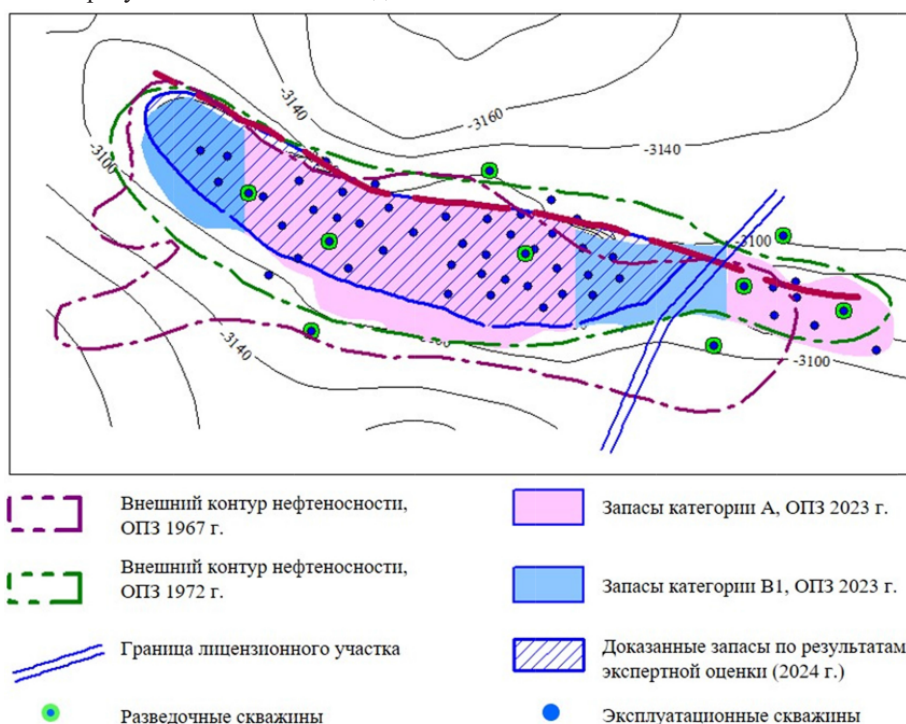 -3140
-3160
-3140
-3100
-3100
-3100
-3140
Внешний контур нефтеносности,
ОПЗ 1967 г.
Запасы категории А, ОПЗ 2023 г.
Внешний контур нефтеносности,
ОПЗ 1972 г.
Запасы категории В1, ОПЗ 2023 г.
Граница лицензионного участка
Доказанные запасы по результатам
экспертной оценки (2024 г.)
Разведочные скважины
Эксплуатационные скважины